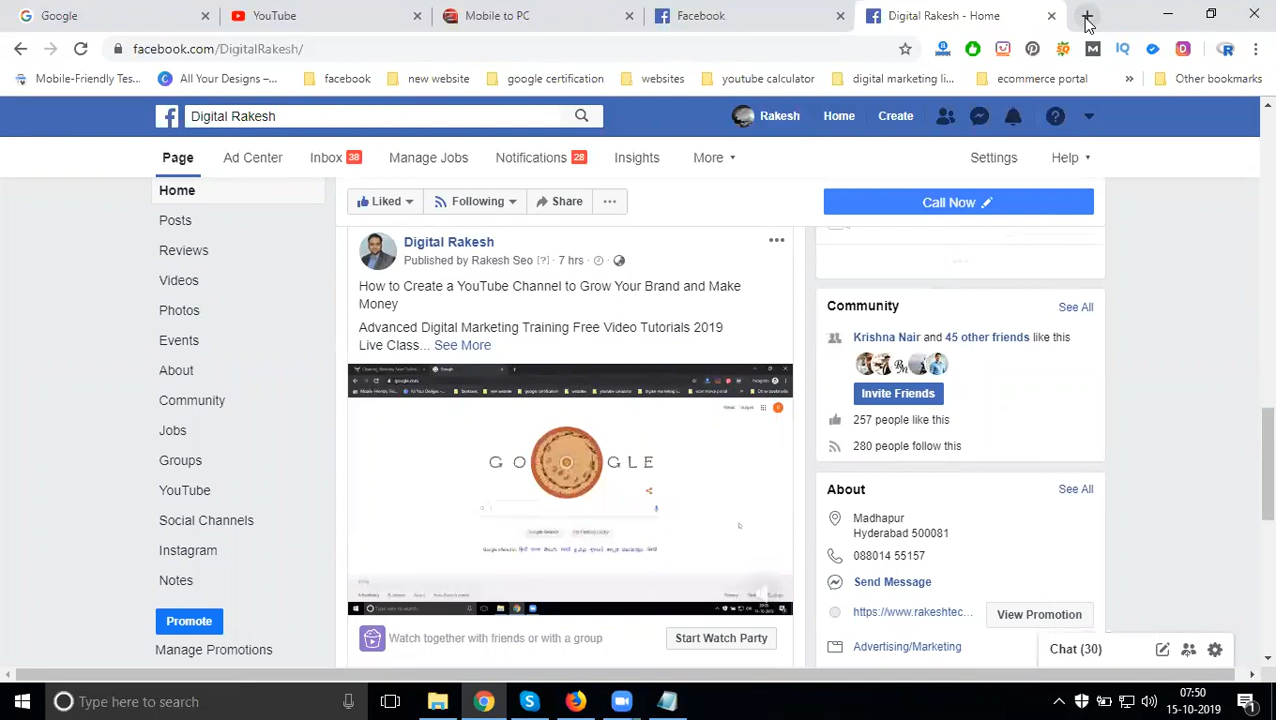 Google
YouTube
Mobile to PC
Facebook
Digital Rakesh - Home
facebook.com/DigitalRakesh/
Mobile-Friendly Tes...
All Your Designs –...
facebook
new website
google certification
websites
youtube calculator
digital marketing li...
ecommerce portal
»
Other bookmarks
Digital Rakesh
Rakesh
Home
Create
Page
Ad Center
Inbox 38
Manage Jobs
Notifications 28
Insights
More
Settings
Help
Home
Posts
Reviews
Videos
Photos
Events
About
Community
Jobs
Groups
YouTube
Social Channels
Instagram
Notes
Promote
Manage Promotions
Liked
Following
Share
...
Call Now
Digital Rakesh
Published by Rakesh Seo [?] · 7 hrs ·
How to Create a YouTube Channel to Grow Your Brand and Make
Money
Advanced Digital Marketing Training Free Video Tutorials 2019
Live Class... See More
GOOGLE
Watch together with friends or with a group
Start Watch Party
Community
See All
Krishna Nair and 45 other friends like this
Invite Friends
257 people like this
280 people follow this
About
See All
Madhapur
Hyderabad 500081
088014 55157
Send Message
https://www.rakeshtec...
View Promotion
Advertising/Marketing
Chat (30)
Type here to search
07:50
15-10-2019